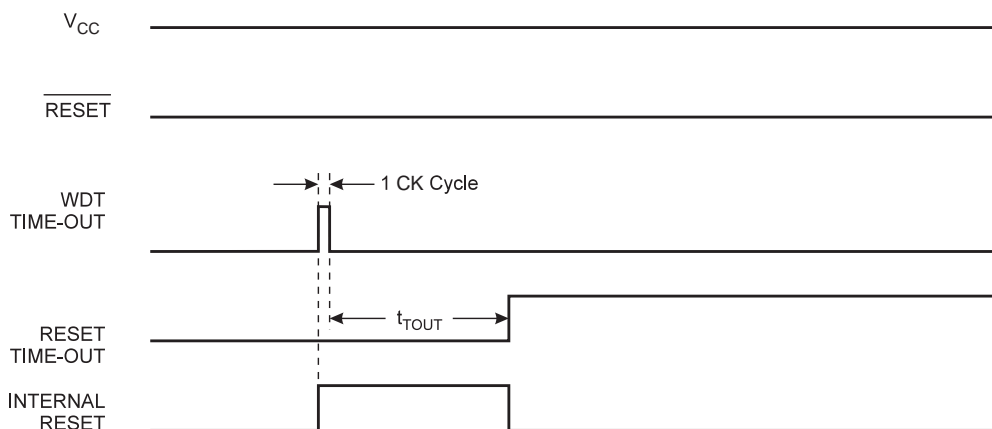 VCC
RESET
1 CK Cycle
WDT
TIME-OUT
tTOUT
RESET
TIME-OUT
INTERNAL
RESET